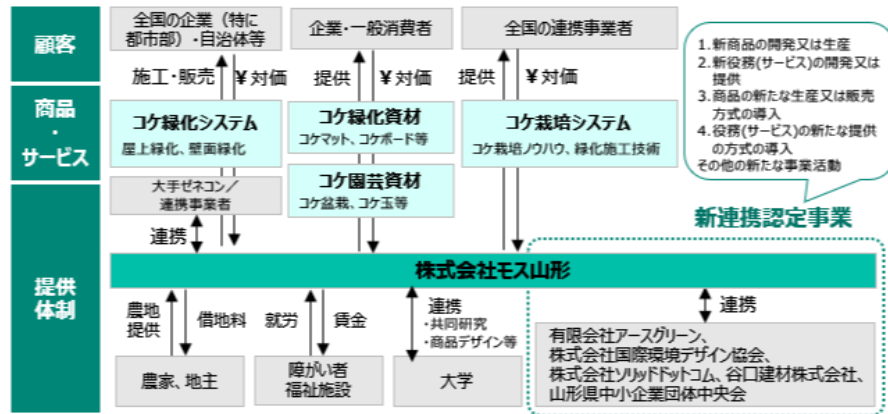 顧客
全国の企業（特に
都市部）・自治体等
企業・一般消費者
全国の連携事業者
施工・販売
¥対価
提供
¥対価
提供
¥対価
1.新商品の開発又は生産
2.新役務(サービス)の開発又は
提供
3.商品の新たな生産又は販売
方式の導入
4.役務(サービス)の新たな提供
の方式の導入
その他の新たな事業活動
商品
・
サービス
コケ緑化システム
屋上緑化、壁面緑化
コケ緑化資材
コケマット、コケボード等
コケ栽培システム
コケ栽培ノウハウ、緑化施工技術
コケ園芸資材
コケ盆栽、コケ玉等
大手ゼネコン／
連携事業者
連携
新連携認定事業
提供
体制
株式会社モス山形
農地
提供
借地料
就労
賃金
連携
・共同研究
・商品デザイン等
連携
農家、地主
障がい者
福祉施設
大学
有限会社アースグリーン、
株式会社国際環境デザイン協会、
株式会社ソリッドドットコム、谷口建材株式会社、
山形県中小企業団体中央会